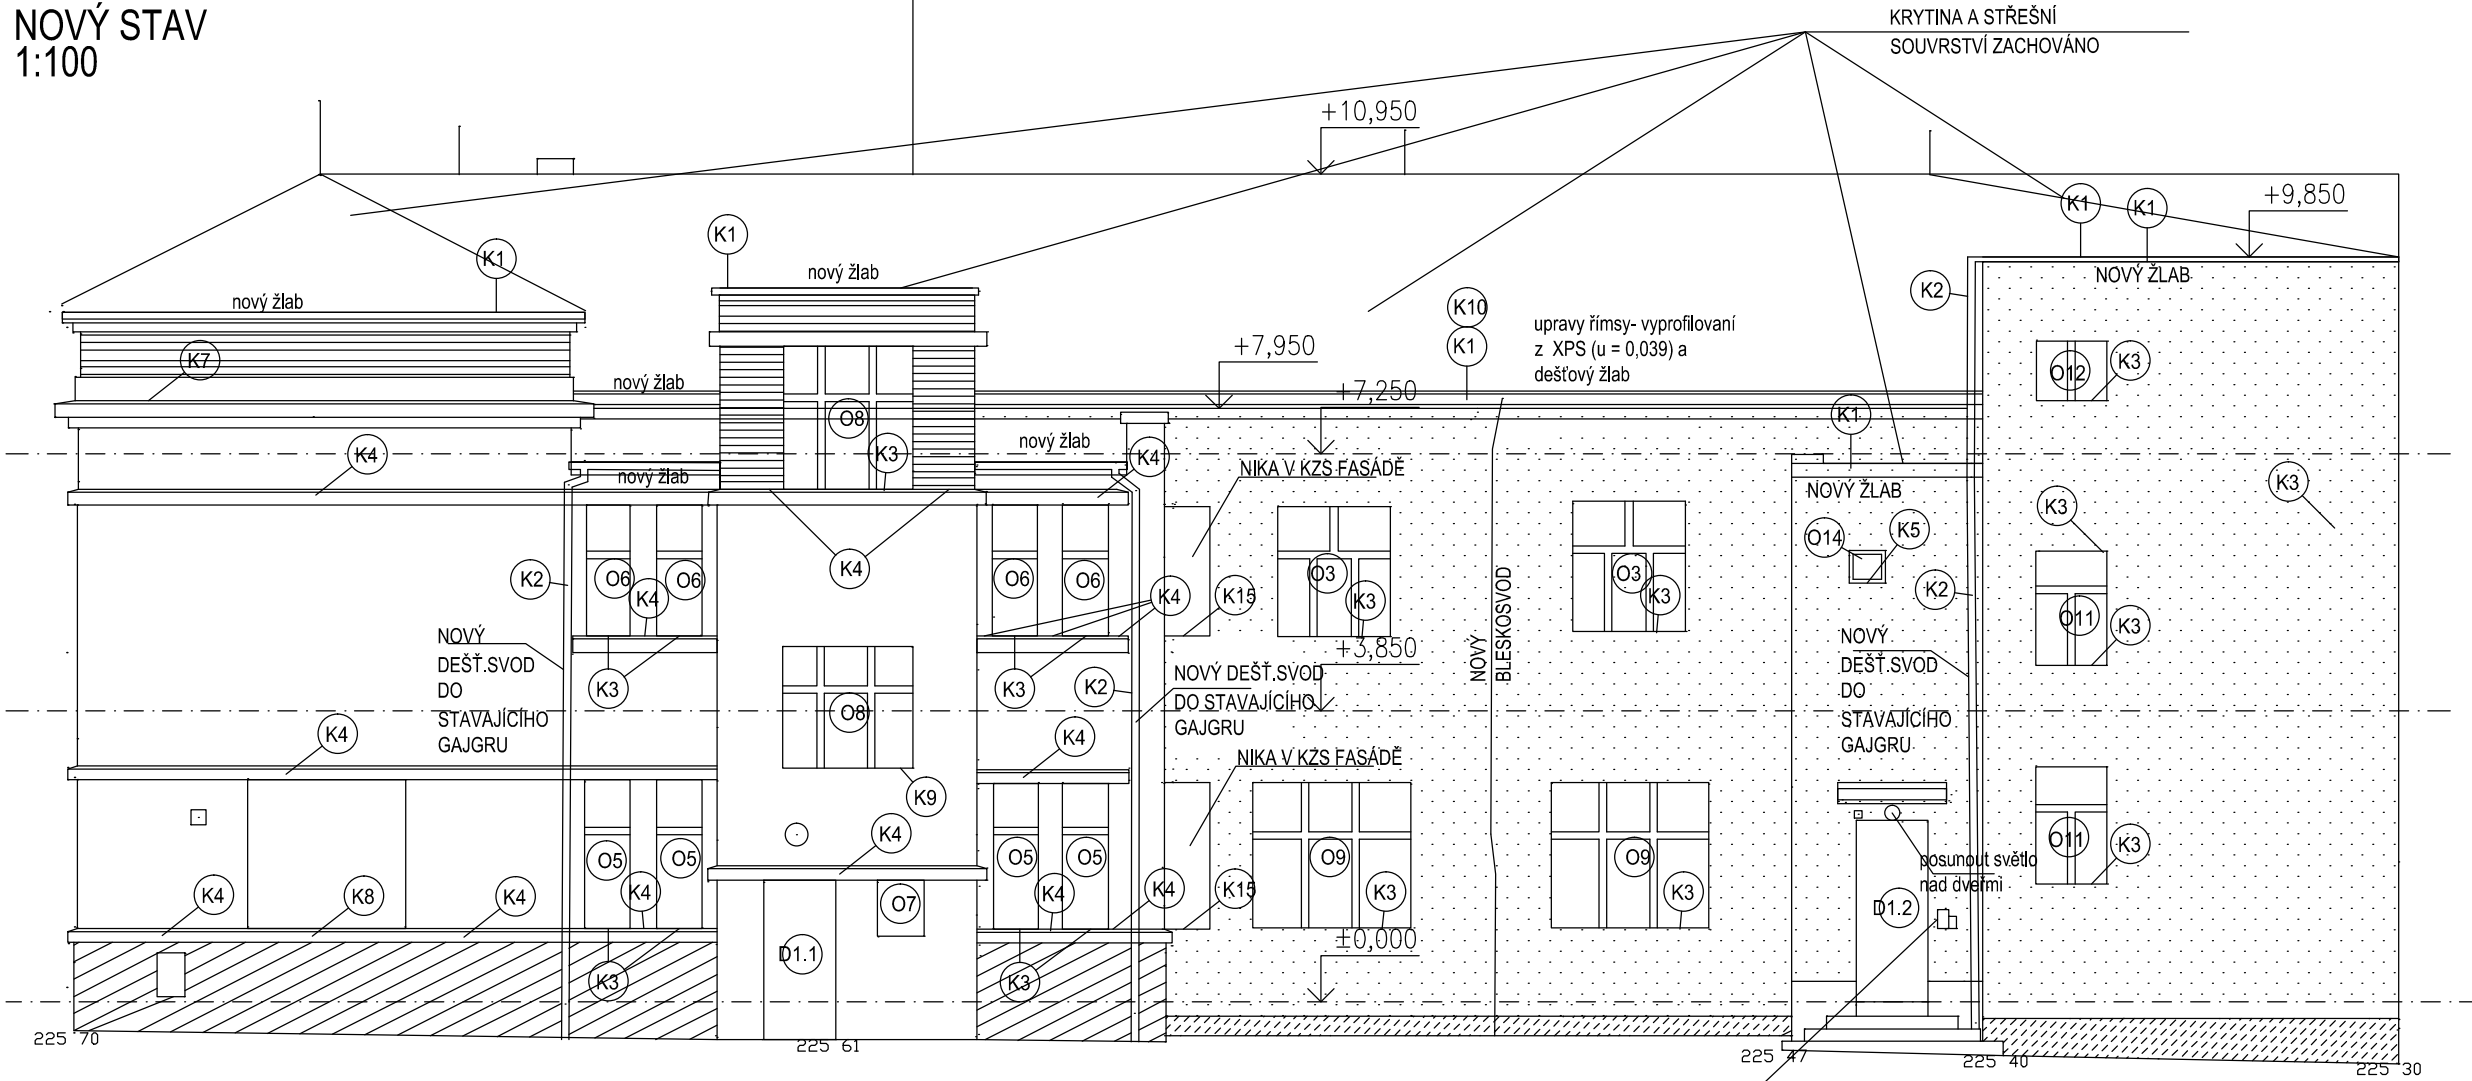 NOVÝ STAV
1:100
KRYTINA A STŘEŠNÍ
SOUVRSTVÍ ZACHOVÁNO
+10,950
+9,850
K1
K1
K1
K1
nový žlab
nový žlab
NOVÝ ŽLAB
K2
K10
K1
upravy římsy- vyprofilovaní
z XPS (u = 0,039) a
dešťový žlab
+7,950
+7,250
K7
nový žlab
O12
K3
O8
K1
K4
K3
nový žlab
K4
nový žlab
NIKA V KZS FASÁDĚ
NOVÝ ŽLAB
K3
K3
O14
K5
K2
O6
O6
K4
K4
O6
O6
K4
K15
O3
K3
O3
K3
K2
O11
K3
NOVÝ
DEŠŤ.SVOD
DO
STAVAJÍCÍHO
GAJGRU
K3
K3
K2
NOVÝ DEŠŤ.SVOD
DO STAVAJÍCÍHO
GAJGRU
+3,850
NOVÝ
BLESKOSVOD
NOVÝ
DEŠŤ.SVOD
DO
STAVAJÍCÍHO
GAJGRU
O8
K4
K4
NIKA V KZS FASÁDĚ
K9
K4
O5
O5
K4
O5
O5
K4
K4
K15
O9
K3
O9
K3
O11
K3
posunout světlo
nad dveřmi
K4
K8
K4
O7
D1.2
D1.1
±0,000
K3
K3
225 70
225 61
225 47
225 40
225 30